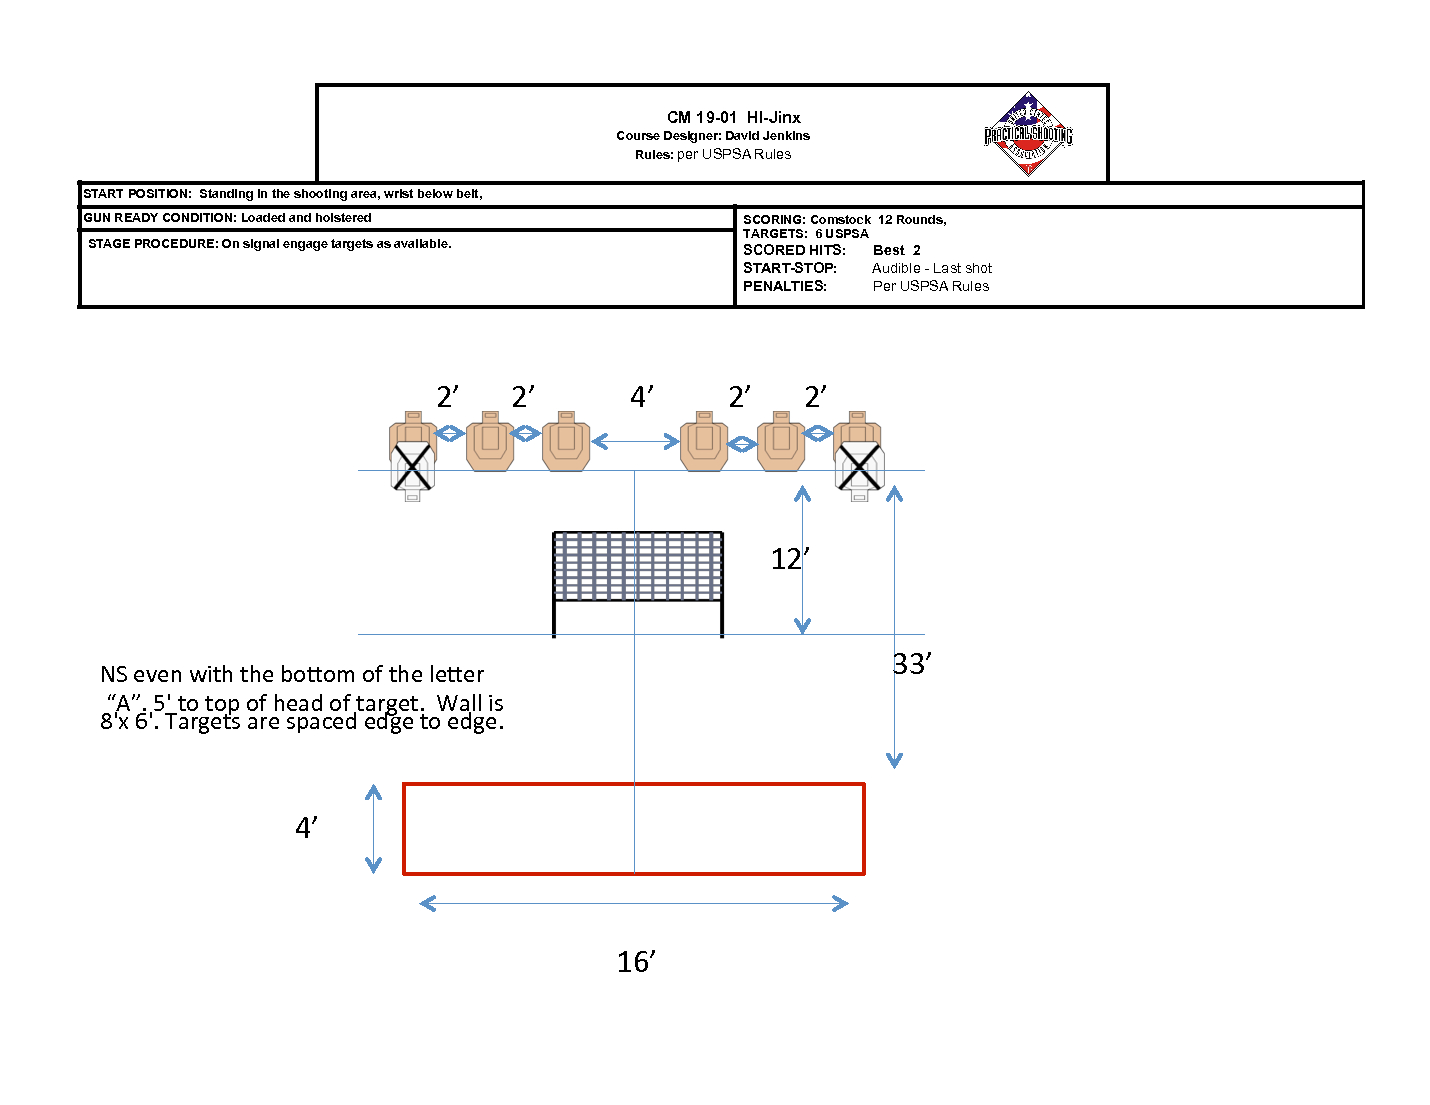 CM 19-01 HI-Jinx
Course Designer: David Jenkins
Rules: per USPSA Rules
PRACTICAL SHOOTING
ASSOCIATION
START POSITION: Standing in the shooting area, wrist below belt,
GUN READY CONDITION: Loaded and holstered
STAGE PROCEDURE: On signal engage targets as available.
SCORING: Comstock 12 Rounds,
TARGETS: 6 USPSA
SCORED HITS: Best 2
START-STOP: Audible - Last shot
PENALTIES: Per USPSA Rules
2’ 2’ 4’ 2’ 2’
12’
33’
NS even with the bottom of the letter
“A”. 5' to top of head of target. Wall is
8'x 6'. Targets are spaced edge to edge.
4’
16’